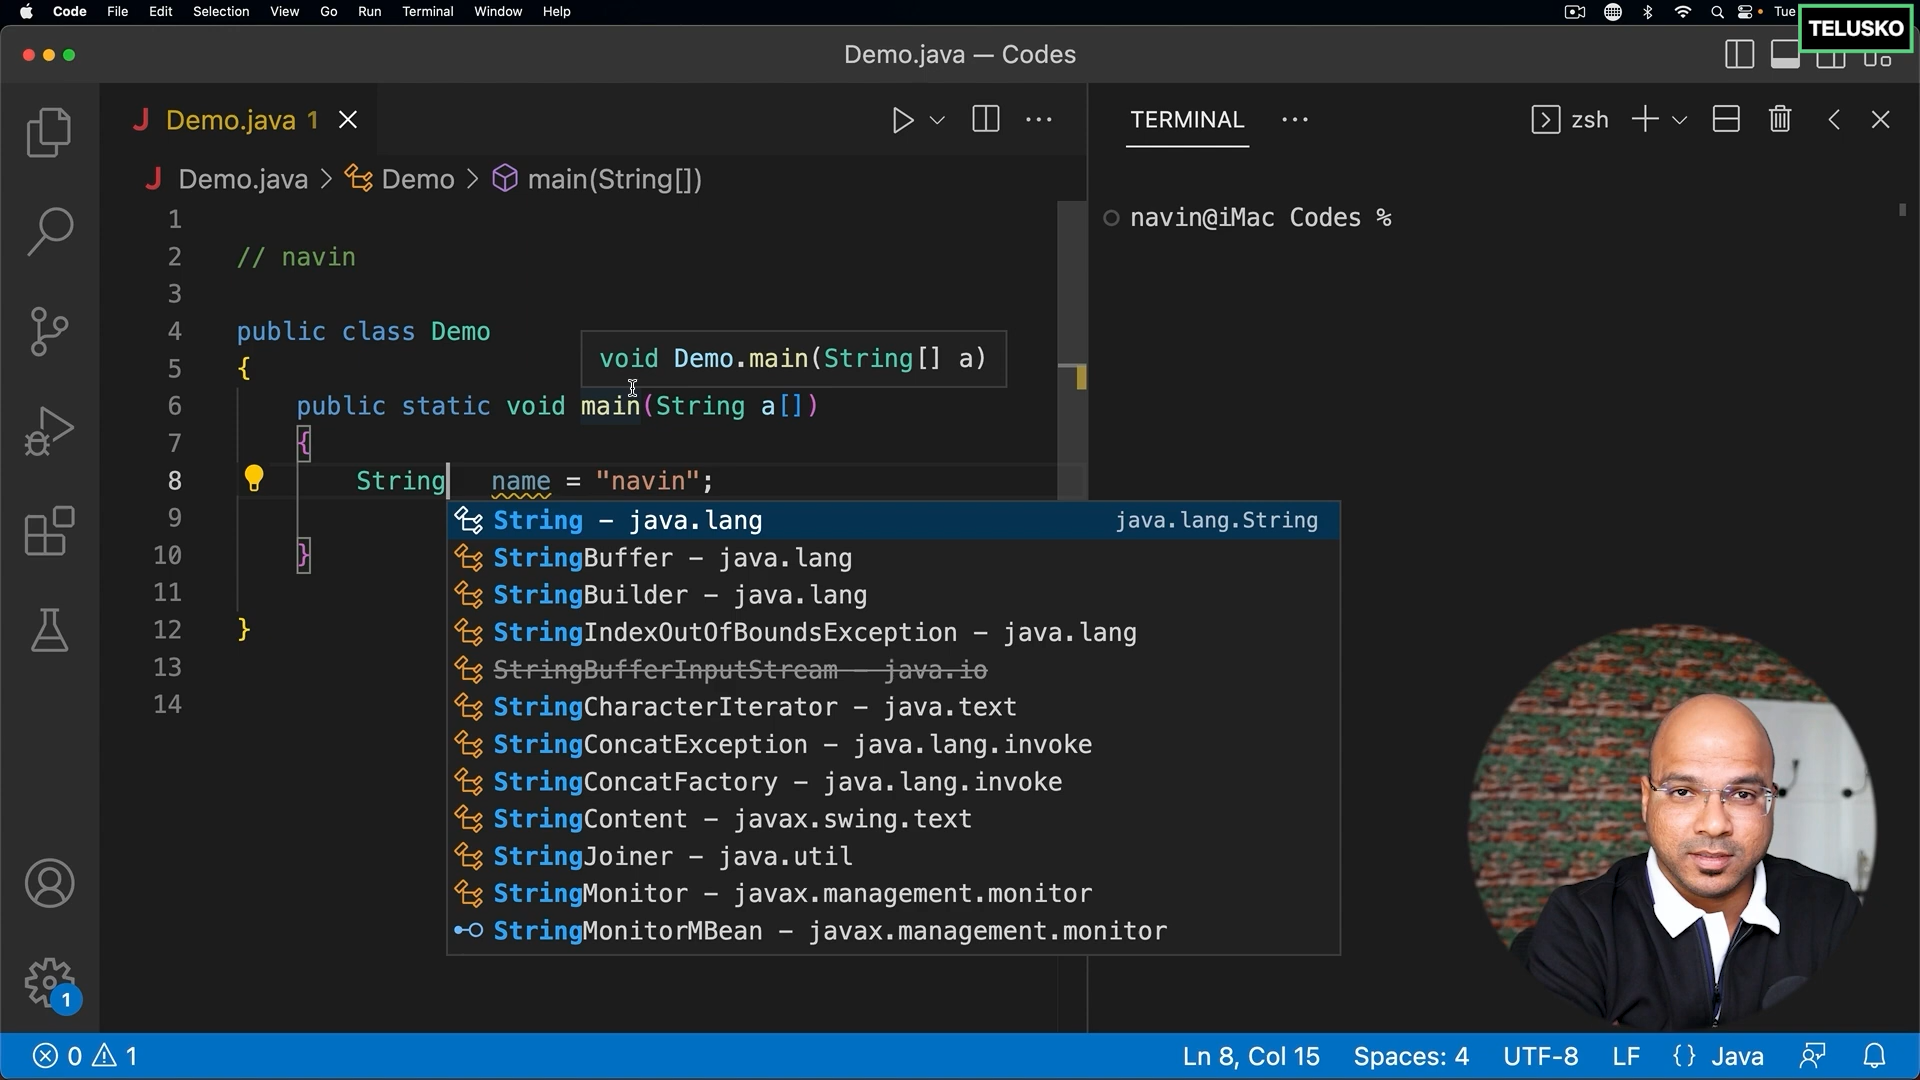 Code File Edit Selection View Go Run Terminal Window Help Tue
TELUSKO
Demo.java — Codes
J Demo.java 1
TERMINAL
zsh
J Demo.java > Demo > main(String[])
navin@iMac Codes %
1
2 // navin
3
4 public class Demo
void Demo.main(String[] a)
5 {
6 public static void main(String a[])
7 {
8 String name = "navin";
9
10 }
11
12 }
13
14
String – java.lang java.lang.String
StringBuffer – java.lang
StringBuilder – java.lang
StringIndexOutOfBoundsException – java.lang
StringBufferInputStream – java.io
StringCharacterIterator – java.text
StringConcatException – java.lang.invoke
StringConcatFactory – java.lang.invoke
StringContent – javax.swing.text
StringJoiner – java.util
StringMonitor – javax.management.monitor
StringMonitorMBean – javax.management.monitor
1
0 1 Ln 8, Col 15 Spaces: 4 UTF-8 LF {} Java